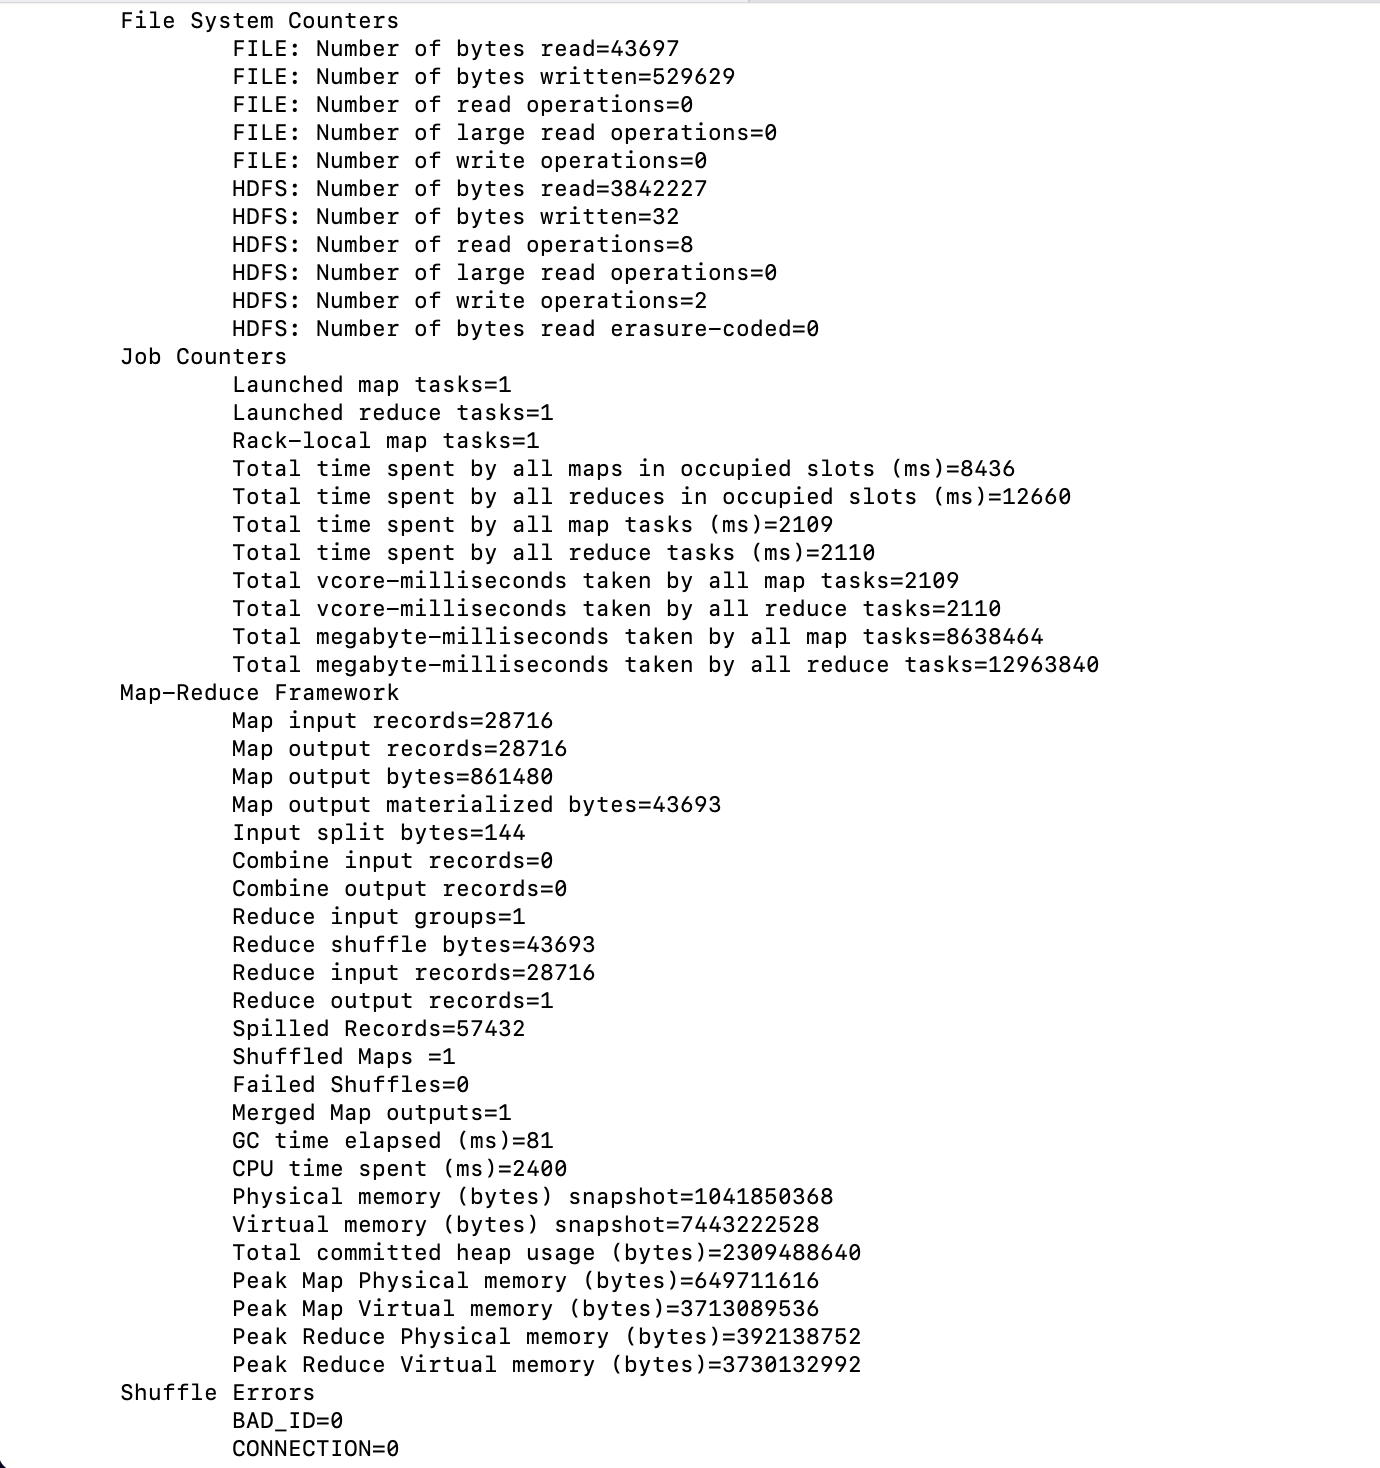 File System Counters
FILE: Number of bytes read=43697
FILE: Number of bytes written=529629
FILE: Number of read operations=0
FILE: Number of large read operations=0
FILE: Number of write operations=0
HDFS: Number of bytes read=3842227
HDFS: Number of bytes written=32
HDFS: Number of read operations=8
HDFS: Number of large read operations=0
HDFS: Number of write operations=2
HDFS: Number of bytes read erasure-coded=0
Job Counters
Launched map tasks=1
Launched reduce tasks=1
Rack-local map tasks=1
Total time spent by all maps in occupied slots (ms)=8436
Total time spent by all reduces in occupied slots (ms)=12660
Total time spent by all map tasks (ms)=2109
Total time spent by all reduce tasks (ms)=2110
Total vcore-milliseconds taken by all map tasks=2109
Total vcore-milliseconds taken by all reduce tasks=2110
Total megabyte-milliseconds taken by all map tasks=8638464
Total megabyte-milliseconds taken by all reduce tasks=12963840
Map-Reduce Framework
Map input records=28716
Map output records=28716
Map output bytes=861480
Map output materialized bytes=43693
Input split bytes=144
Combine input records=0
Combine output records=0
Reduce input groups=1
Reduce shuffle bytes=43693
Reduce input records=28716
Reduce output records=1
Spilled Records=57432
Shuffled Maps =1
Failed Shuffles=0
Merged Map outputs=1
GC time elapsed (ms)=81
CPU time spent (ms)=2400
Physical memory (bytes) snapshot=1041850368
Virtual memory (bytes) snapshot=7443222528
Total committed heap usage (bytes)=2309488640
Peak Map Physical memory (bytes)=649711616
Peak Map Virtual memory (bytes)=3713089536
Peak Reduce Physical memory (bytes)=392138752
Peak Reduce Virtual memory (bytes)=3730132992
Shuffle Errors
BAD_ID=0
CONNECTION=0